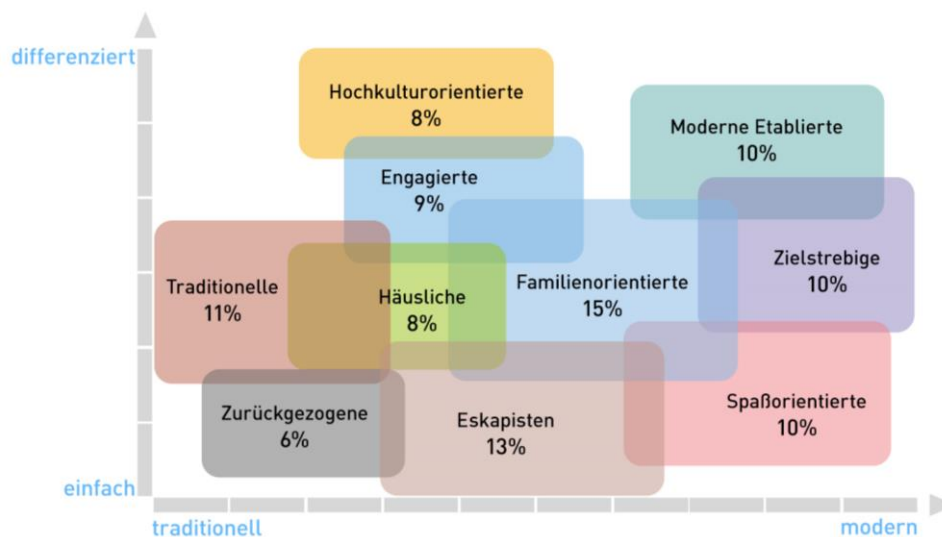 differenziert
Hochkulturorientierte
8%
Moderne Etablierte
10%
Engagierte
9%
Traditionelle
11%
Häusliche
8%
Familienorientierte
15%
Zielstrebige
10%
Zurückgezogene
6%
Eskapisten
13%
Spaßorientierte
10%
einfach
traditionell
modern